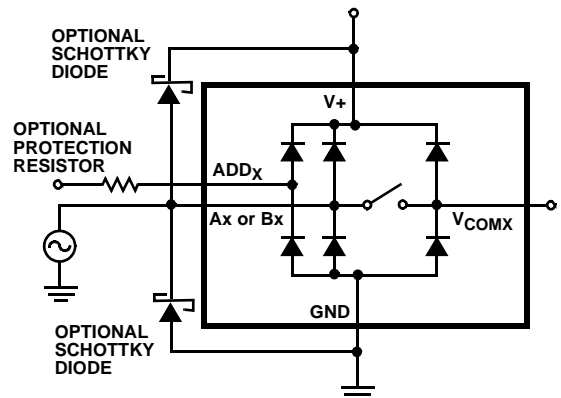 OPTIONAL
SCHOTTKY
DIODE
V+
OPTIONAL
PROTECTION
RESISTOR
ADDX
Ax or Bx
VCOMX
GND
OPTIONAL
SCHOTTKY
DIODE